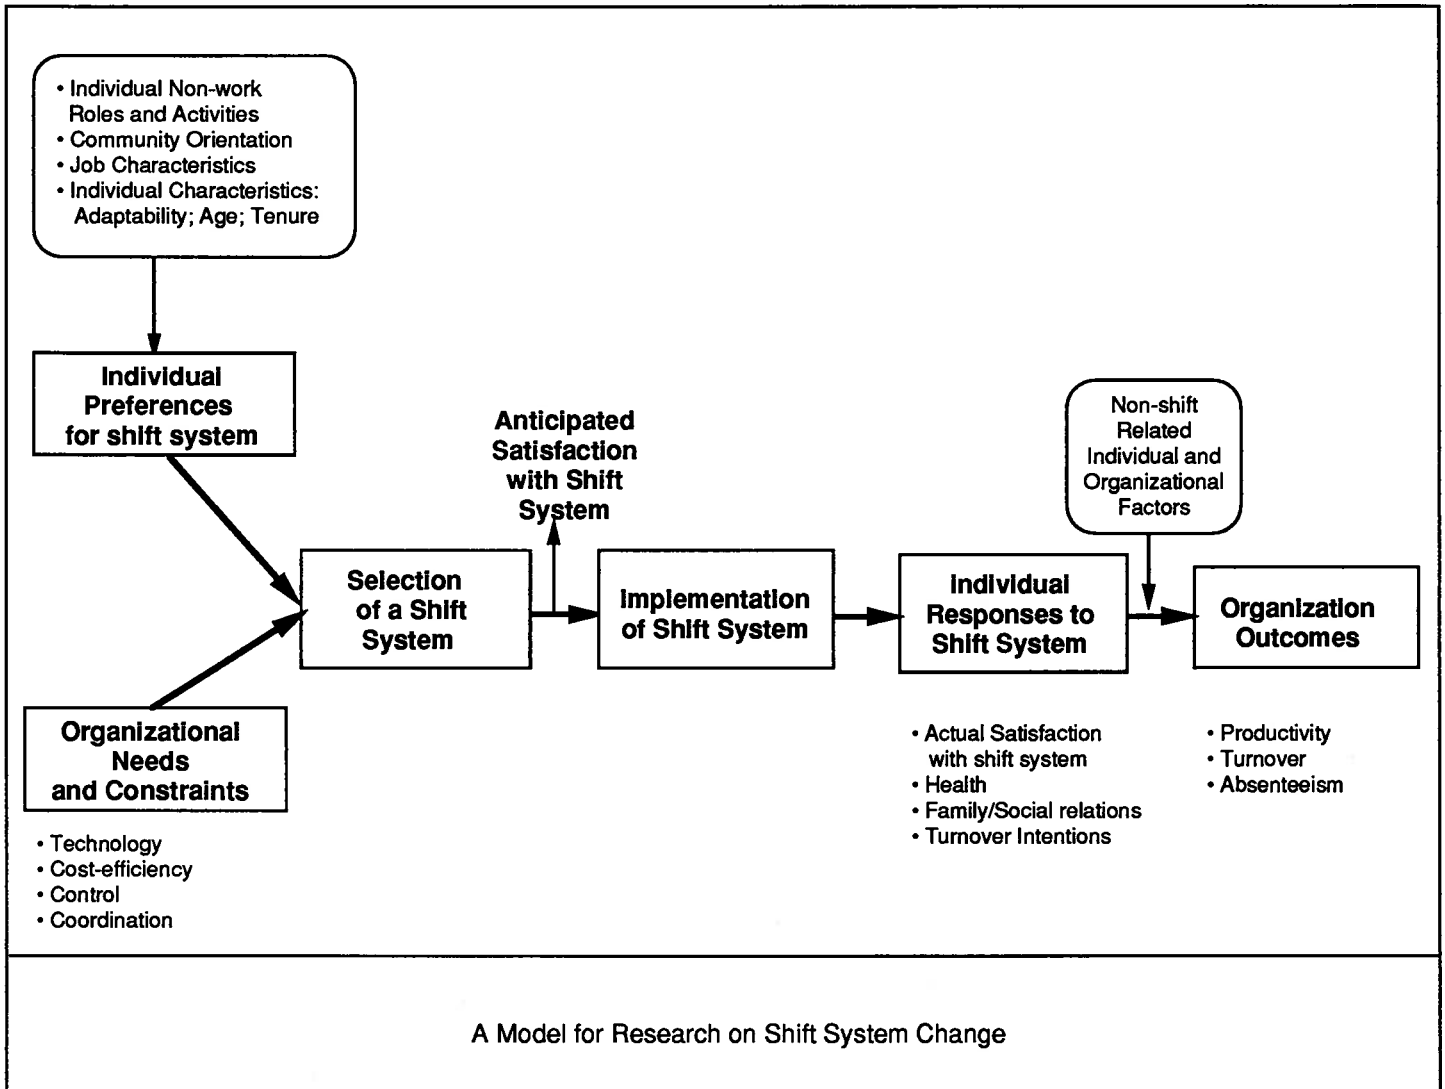 • Individual Non-work
Roles and Activities
• Community Orientation
• Job Characteristics
• Individual Characteristics:
Adaptability; Age; Tenure
Individual
Preferences
for shift system
Anticipated
Satisfaction
with Shift
System
Non-shift
Related
Individual and
Organizational
Factors
Selection
of a Shift
System
Implementation
of Shift System
Individual
Responses to
Shift System
Organization
Outcomes
Organizational
Needs
and Constraints
• Technology
• Cost-efficiency
• Control
• Coordination
• Actual Satisfaction
with shift system
• Health
• Family/Social relations
• Turnover Intentions
• Productivity
• Turnover
• Absenteeism
A Model for Research on Shift System Change